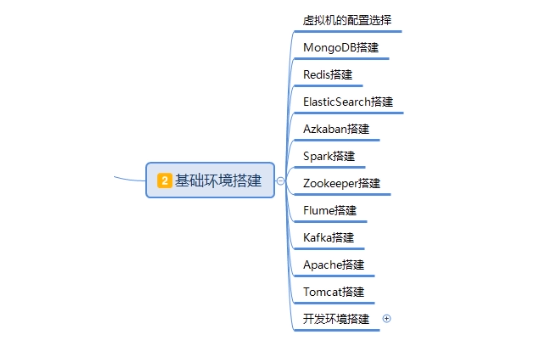 虚拟机的配置选择
MongoDB搭建
Redis搭建
ElasticSearch搭建
Azkaban搭建
Spark搭建
2 基础环境搭建
Zookeeper搭建
Flume搭建
Kafka搭建
Apache搭建
Tomcat搭建
开发环境搭建